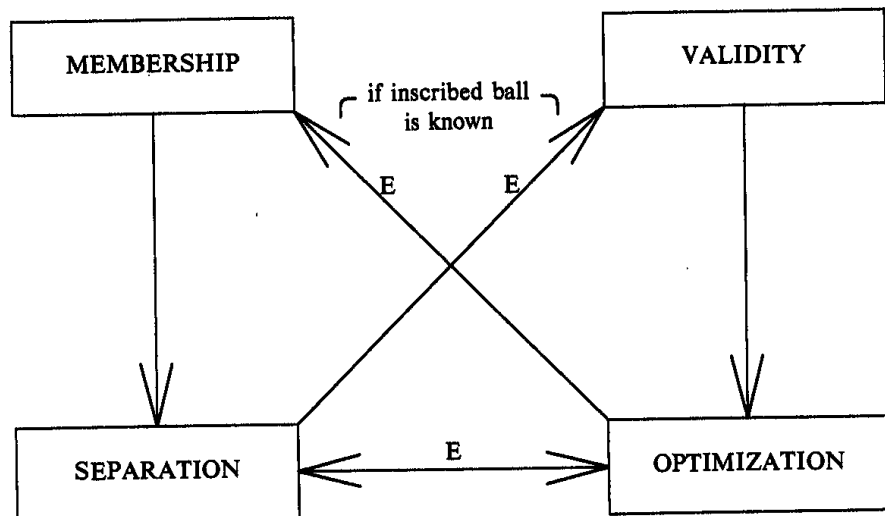 MEMBERSHIP
VALIDITY
if inscribed ball
is known
E
E
E
SEPARATION
OPTIMIZATION